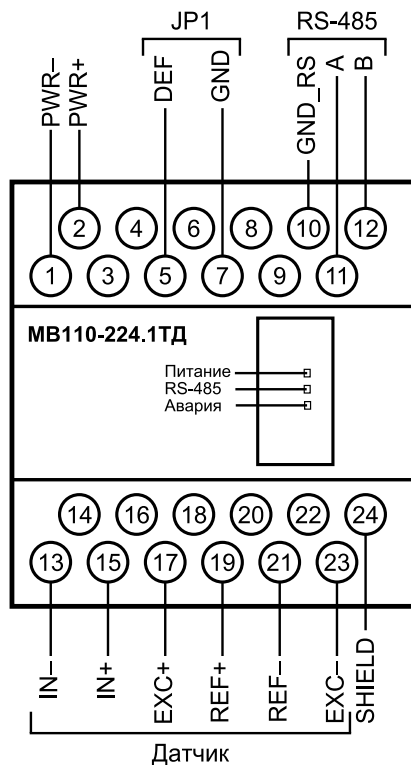 JP1 RS-485
PWR– PWR+ DEF GND GND_RS A B
2 4 6 8 10 12
1 3 5 7 9 11
МВ110-224.1ТД
Питание
RS-485
Авария
14 16 18 20 22 24
13 15 17 19 21 23
IN– IN+ EXC+ REF+ REF– EXC– SHIELD
Датчик